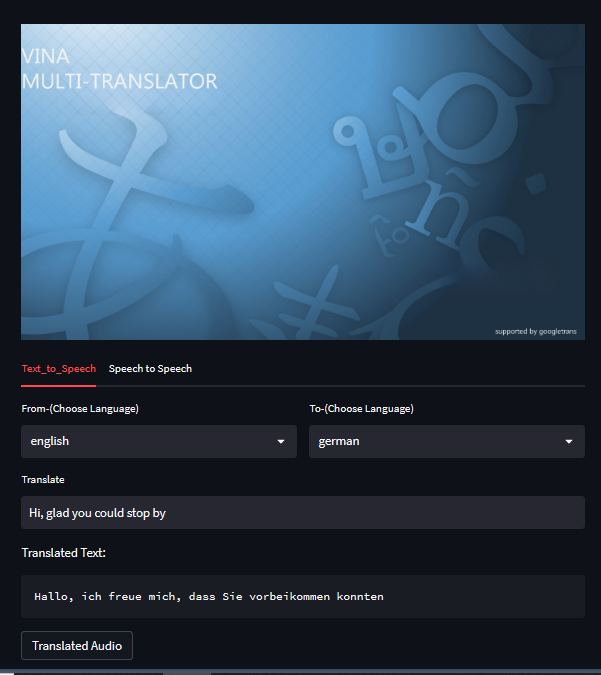 VINA
MULTI-TRANSLATOR
supported by googletrans
Text_to_Speech Speech to Speech
From-(Choose Language) To-(Choose Language)
english german
Translate
Hi, glad you could stop by
Translated Text:
Hallo, ich freue mich, dass Sie vorbeikommen konnten
Translated Audio